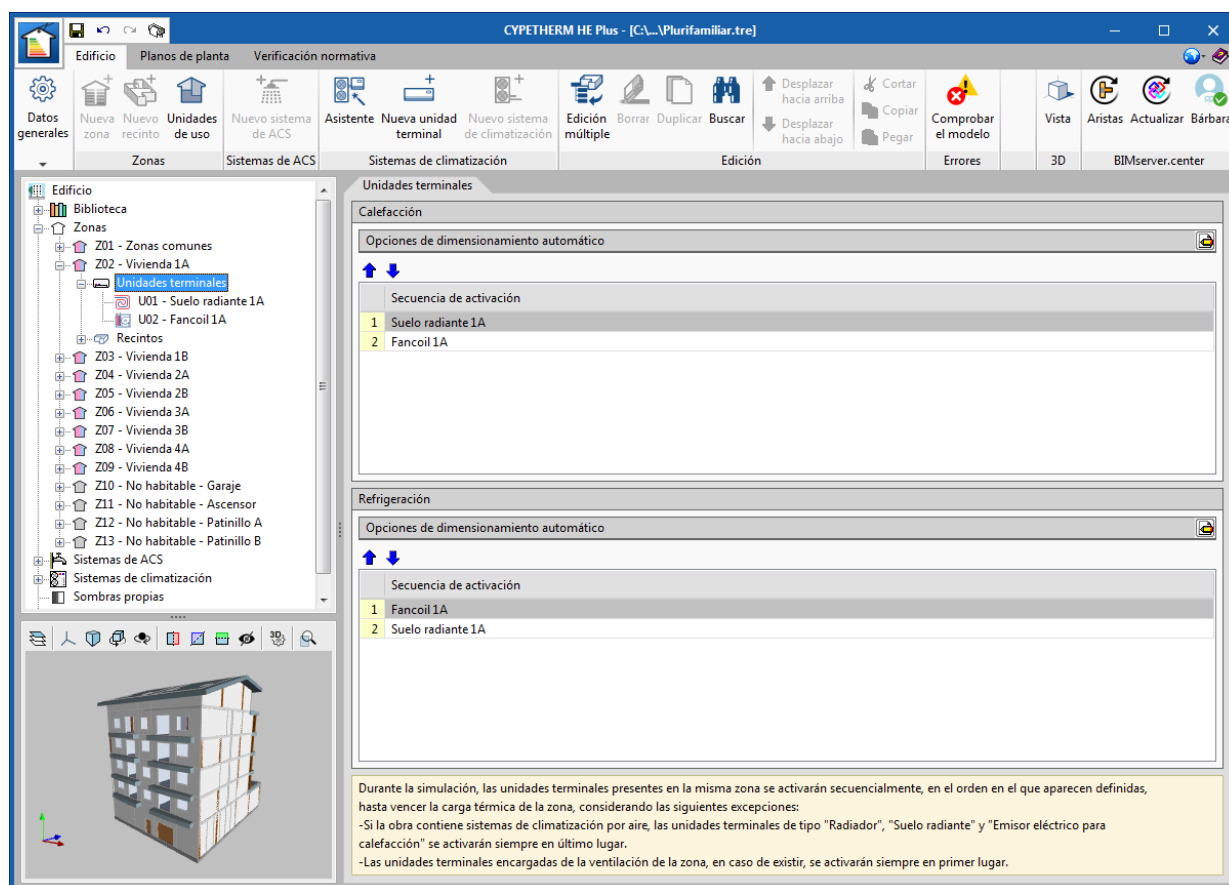 CYPETHERM HE Plus - [C:\...\Plurifamiliar.tre]
Edificio Planos de planta Verificación normativa
Datos generales
Nueva zona
Nuevo recinto
Unidades de uso
Nuevo sistema de ACS
Asistente
Nueva unidad terminal
Nuevo sistema de climatización
Edición múltiple
Borrar
Duplicar
Buscar
Desplazar hacia arriba
Desplazar hacia abajo
Cortar
Copiar
Pegar
Comprobar el modelo
Vista
Aristas
Actualizar
Bárbara
Zonas
Sistemas de ACS
Sistemas de climatización
Edición
Errores
3D
BIMserver.center
Edificio
Biblioteca
Zonas
Z01 - Zonas comunes
Z02 - Vivienda 1A
Unidades terminales
U01 - Suelo radiante 1A
U02 - Fancoil 1A
Recintos
Z03 - Vivienda 1B
Z04 - Vivienda 2A
Z05 - Vivienda 2B
Z06 - Vivienda 3A
Z07 - Vivienda 3B
Z08 - Vivienda 4A
Z09 - Vivienda 4B
Z10 - No habitable - Garaje
Z11 - No habitable - Ascensor
Z12 - No habitable - Patinillo A
Z13 - No habitable - Patinillo B
Sistemas de ACS
Sistemas de climatización
Sombras propias
3D
Unidades terminales
Calefacción
Opciones de dimensionamiento automático
Secuencia de activación
1 Suelo radiante 1A
2 Fancoil 1A
Refrigeración
Opciones de dimensionamiento automático
Secuencia de activación
1 Fancoil 1A
2 Suelo radiante 1A
Durante la simulación, las unidades terminales presentes en la misma zona se activarán secuencialmente, en el orden en el que aparecen definidas,
hasta vencer la carga térmica de la zona, considerando las siguientes excepciones:
-Si la obra contiene sistemas de climatización por aire, las unidades terminales de tipo "Radiador", "Suelo radiante" y "Emisor eléctrico para
calefacción" se activarán siempre en último lugar.
-Las unidades terminales encargadas de la ventilación de la zona, en caso de existir, se activarán siempre en primer lugar.